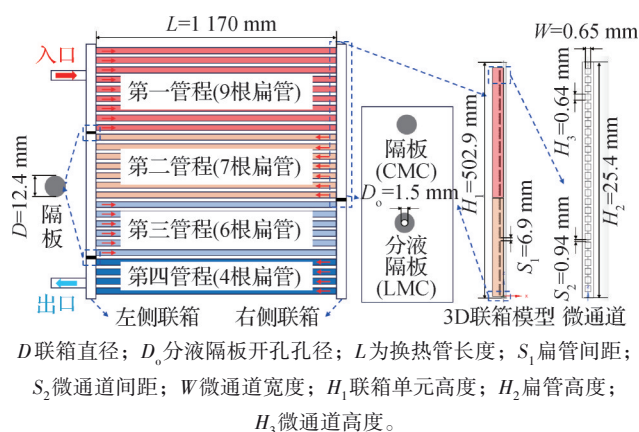 L=1 170 mm
W=0.65 mm
入口
第一管程(9根扁管)
第二管程(7根扁管)
第三管程(6根扁管)
第四管程(4根扁管)
出口
D=12.4 mm
隔板
隔板
(CMC)
Do=1.5 mm
分液
隔板
(LMC)
H1=502.9 mm
S1=6.9 mm
H3=0.64 mm
S2=0.94 mm
H2=25.4 mm
左侧联箱
右侧联箱
3D联箱模型
微通道
D联箱直径；Do分液隔板开孔孔径；L为换热管长度；S1扁管间距；
S2微通道间距；W微通道宽度；H1联箱单元高度；H2扁管高度；
H3微通道高度。